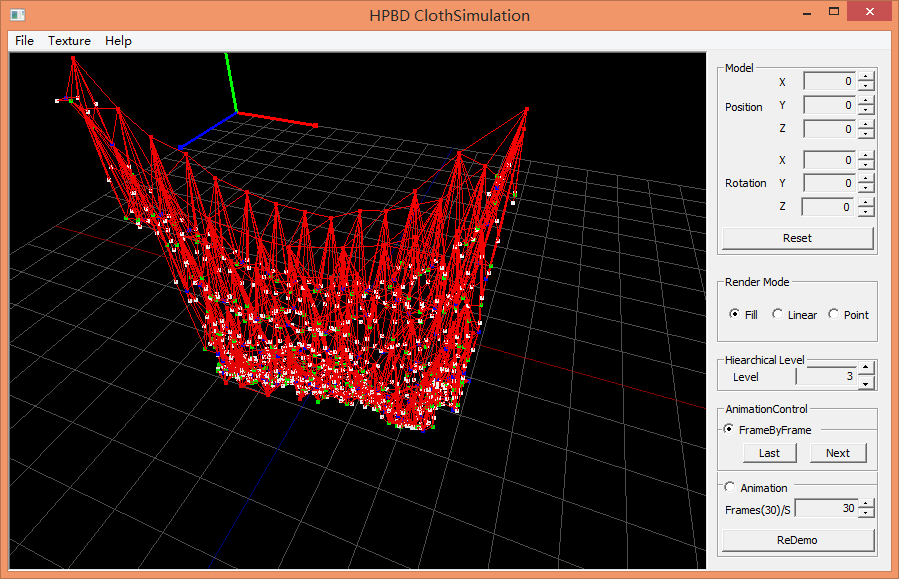 HPBD ClothSimulation
File Texture Help
Model
X 0
Position Y 0
Z 0
X 0
Rotation Y 0
Z 0
Reset
Render Mode
Fill Linear Point
Hiearchical Level
Level 3
AnimationControl
FrameByFrame
Last Next
Animation
Frames(30)/S 30
ReDemo